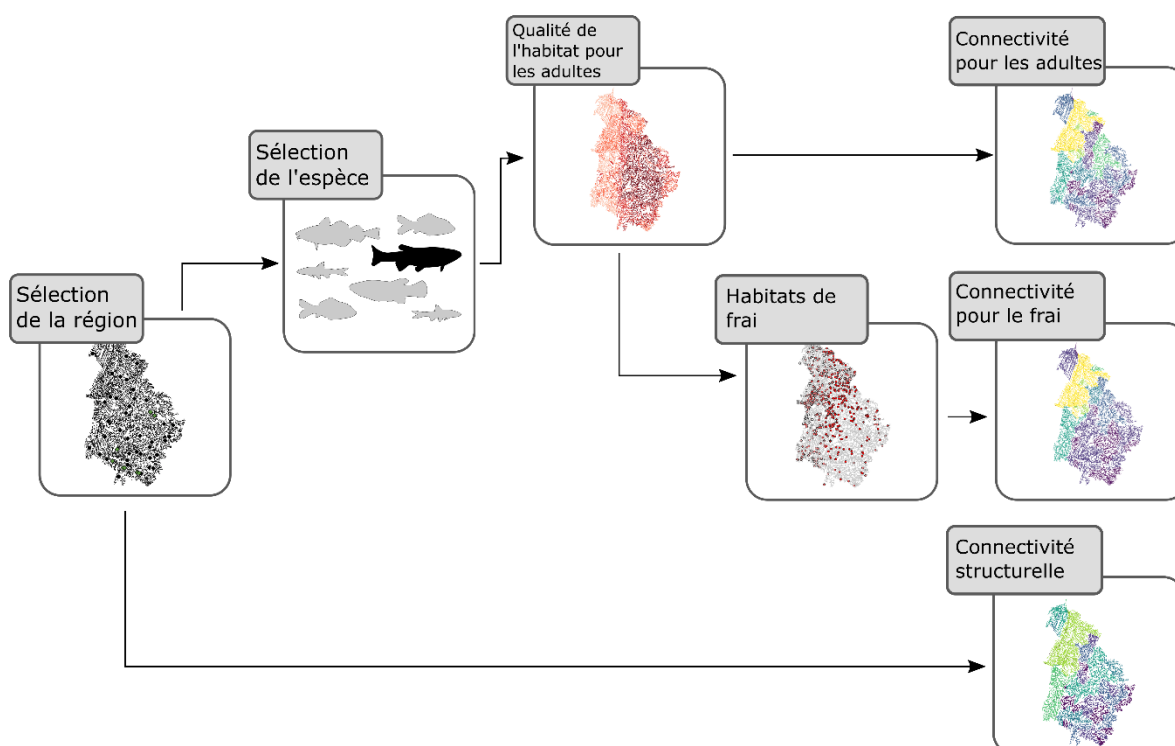 Qualité de
l'habitat pour
les adultes
Connectivité
pour les adultes
Sélection
de l'espèce
Sélection
de la région
Habitats de
frai
Connectivité
pour le frai
Connectivité
structurelle